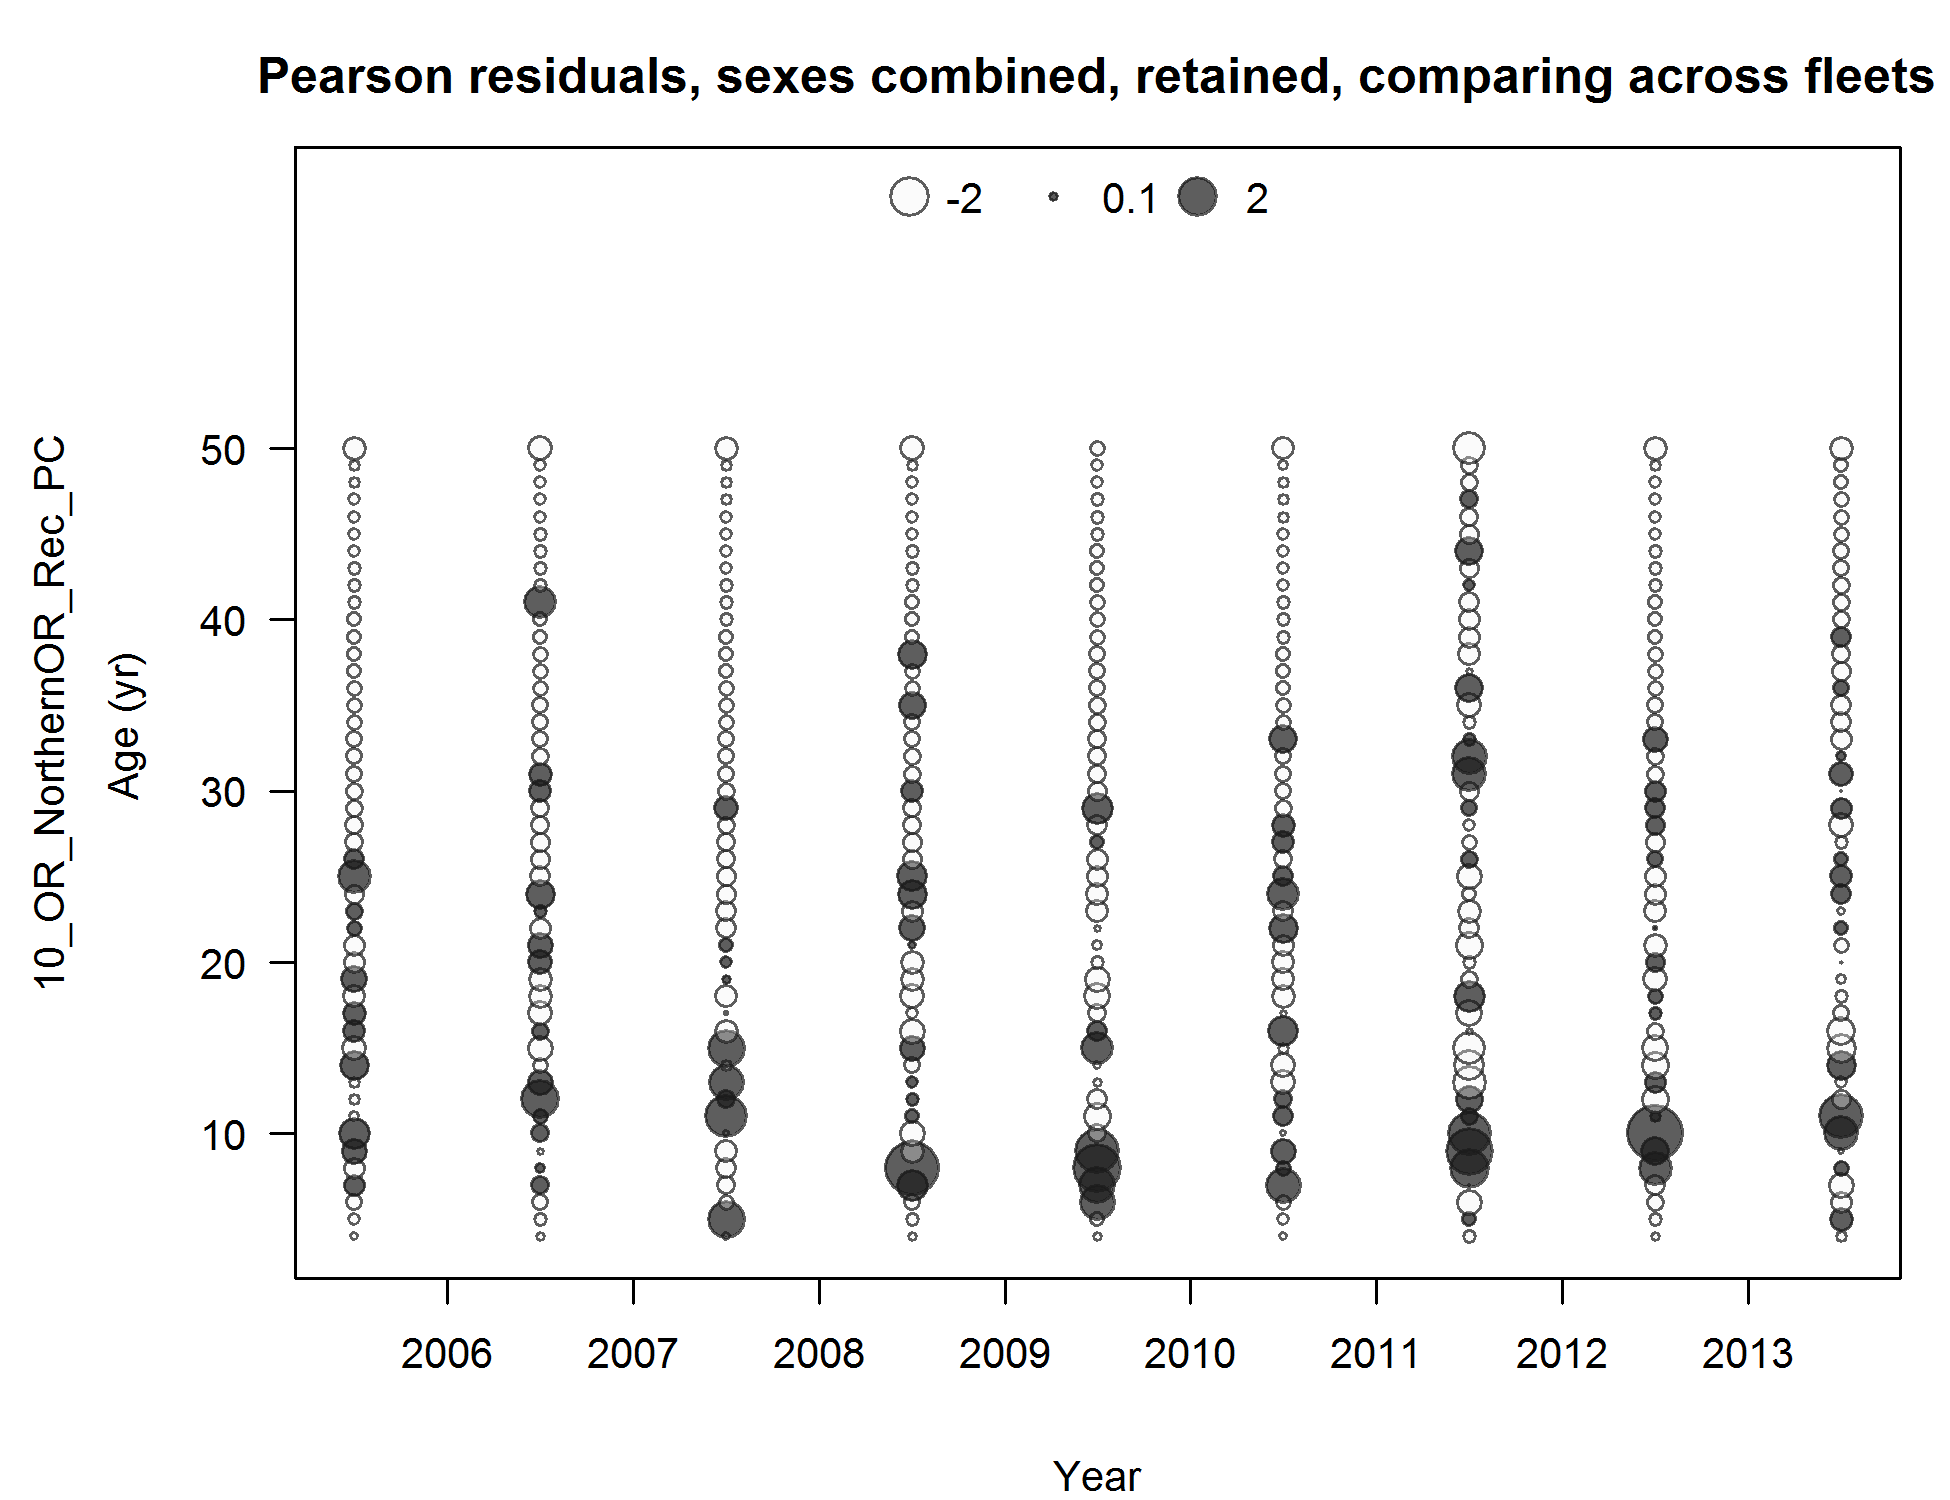 Pearson residuals, sexes combined, retained, comparing across fleets
-2 0.1 2
10_OR_NorthernOR_Rec_PC
Age (yr)
50
40
30
20
10
2006 2007 2008 2009 2010 2011 2012 2013
Year